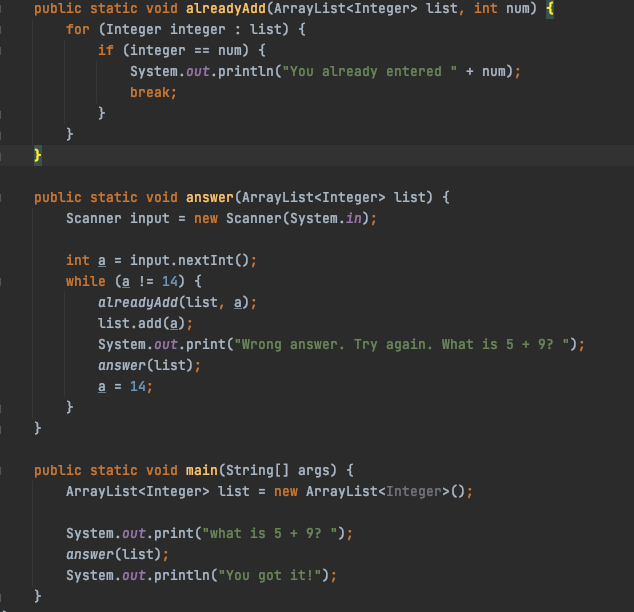 public static void alreadyAdd(ArrayList<Integer> list, int num) {
for (Integer integer : list) {
if (integer == num) {
System.out.println("You already entered " + num);
break;
}
}
}
public static void answer(ArrayList<Integer> list) {
Scanner input = new Scanner(System.in);
int a = input.nextInt();
while (a != 14) {
alreadyAdd(list, a);
list.add(a);
System.out.print("Wrong answer. Try again. What is 5 + 9? ");
answer(list);
a = 14;
}
}
public static void main(String[] args) {
ArrayList<Integer> list = new ArrayList<Integer>();
System.out.print("what is 5 + 9? ");
answer(list);
System.out.println("You got it!");
}